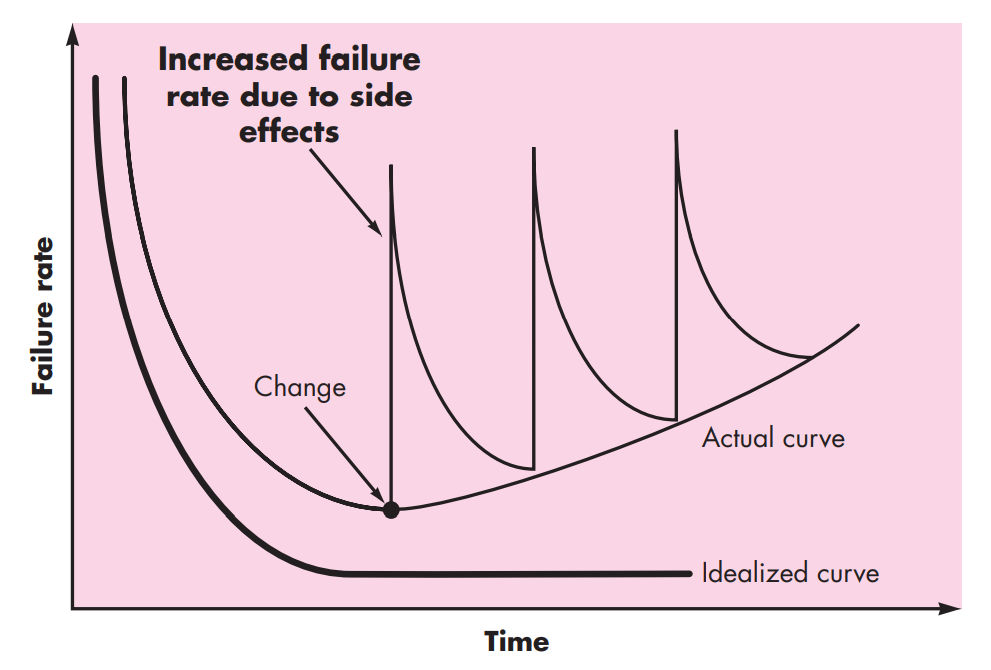 Increased failure
rate due to side
effects
Change
Failure rate
Actual curve
Idealized curve
Time